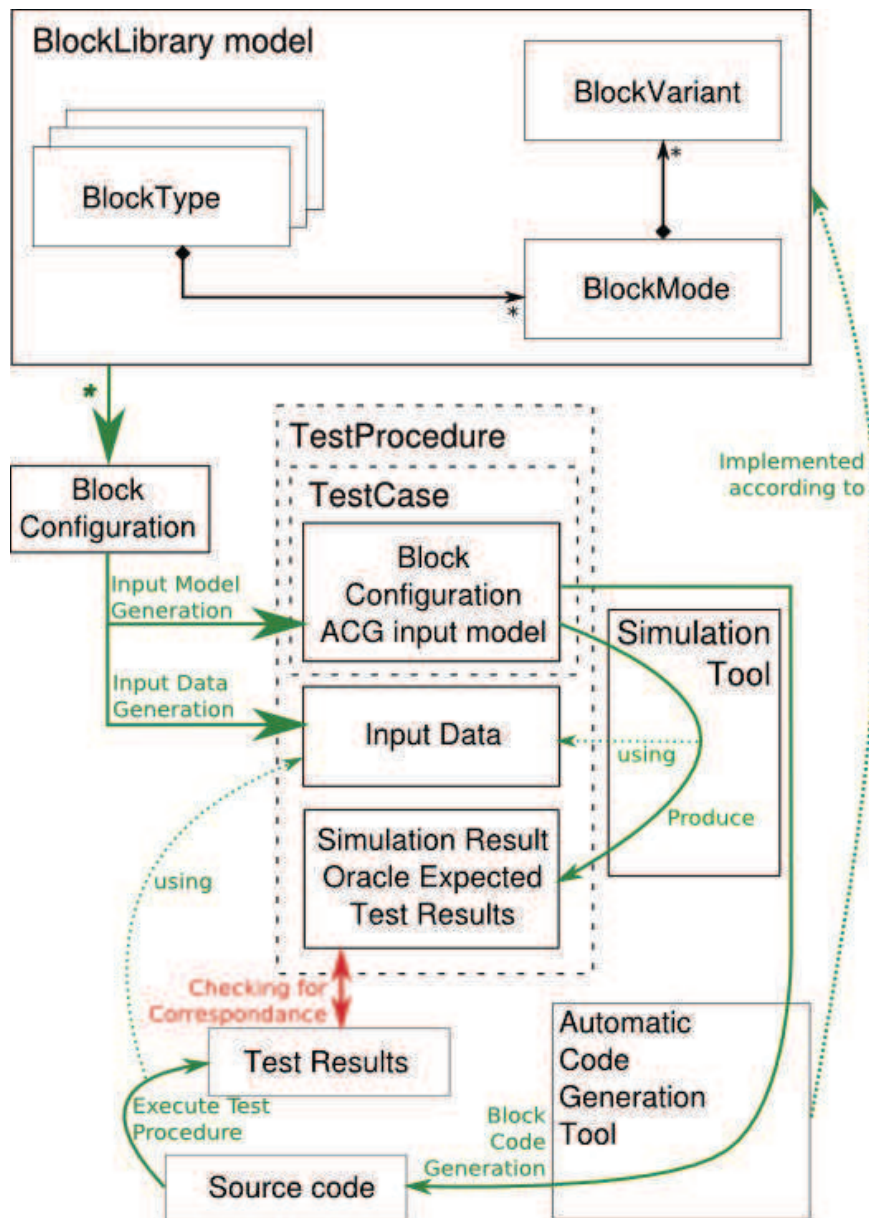 BlockLibrary model
BlockVariant
*
BlockType
BlockMode
*
*
TestProcedure
Implemented
according to
Block
Configuration
TestCase
Block
Configuration
ACG input model
Input Model
Generation
Simulation
Tool
Input Data
Generation
Input Data
using
Produce
Simulation Result
Oracle Expected
Test Results
using
Checking for
Correspondance
Automatic
Code
Generation
Tool
Test Results
Execute Test
Procedure
Block
Code
Generation
Source code